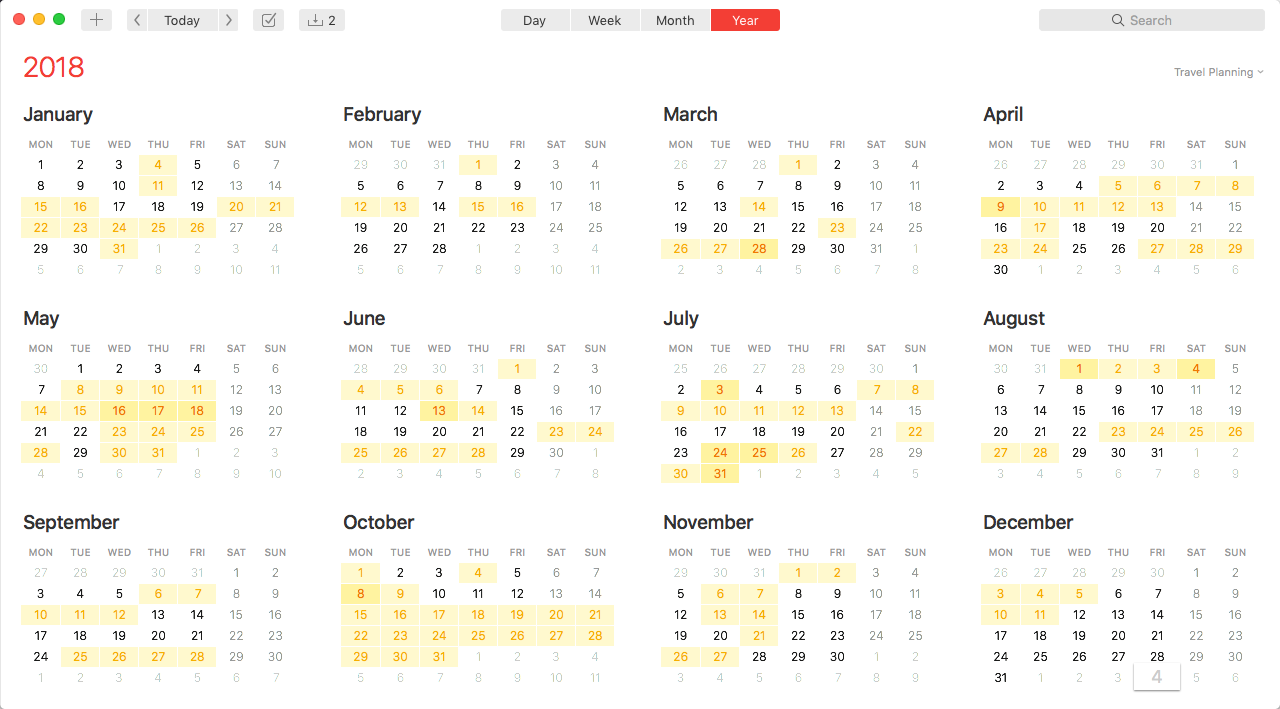 Today 2 Day Week Month Year Search
2018
Travel Planning
January February March April
MON TUE WED THU FRI SAT SUN MON TUE WED THU FRI SAT SUN MON TUE WED THU FRI SAT SUN MON TUE WED THU FRI SAT SUN
1 2 3 4 5 6 7 29 30 31 1 2 3 4 26 27 28 1 2 3 4 26 27 28 29 30 31 1
8 9 10 11 12 13 14 5 6 7 8 9 10 11 5 6 7 8 9 10 11 2 3 4 5 6 7 8
15 16 17 18 19 20 21 12 13 14 15 16 17 18 12 13 14 15 16 17 18 9 10 11 12 13 14 15
22 23 24 25 26 27 28 19 20 21 22 23 24 25 19 20 21 22 23 24 25 16 17 18 19 20 21 22
29 30 31 1 2 3 4 26 27 28 1 2 3 4 26 27 28 29 30 31 1 23 24 25 26 27 28 29
5 6 7 8 9 10 11 5 6 7 8 9 10 11 2 3 4 5 6 7 8 30 1 2 3 4 5 6
May June July August
MON TUE WED THU FRI SAT SUN MON TUE WED THU FRI SAT SUN MON TUE WED THU FRI SAT SUN MON TUE WED THU FRI SAT SUN
30 1 2 3 4 5 6 28 29 30 31 1 2 3 25 26 27 28 29 30 1 30 31 1 2 3 4 5
7 8 9 10 11 12 13 4 5 6 7 8 9 10 2 3 4 5 6 7 8 6 7 8 9 10 11 12
14 15 16 17 18 19 20 11 12 13 14 15 16 17 9 10 11 12 13 14 15 13 14 15 16 17 18 19
21 22 23 24 25 26 27 18 19 20 21 22 23 24 16 17 18 19 20 21 22 20 21 22 23 24 25 26
28 29 30 31 1 2 3 25 26 27 28 29 30 1 23 24 25 26 27 28 29 27 28 29 30 31 1 2
4 5 6 7 8 9 10 2 3 4 5 6 7 8 30 31 1 2 3 4 5 3 4 5 6 7 8 9
September October November December
MON TUE WED THU FRI SAT SUN MON TUE WED THU FRI SAT SUN MON TUE WED THU FRI SAT SUN MON TUE WED THU FRI SAT SUN
27 28 29 30 31 1 2 1 2 3 4 5 6 7 29 30 31 1 2 3 4 26 27 28 29 30 1 2
3 4 5 6 7 8 9 8 9 10 11 12 13 14 5 6 7 8 9 10 11 3 4 5 6 7 8 9
10 11 12 13 14 15 16 15 16 17 18 19 20 21 12 13 14 15 16 17 18 10 11 12 13 14 15 16
17 18 19 20 21 22 23 22 23 24 25 26 27 28 19 20 21 22 23 24 25 17 18 19 20 21 22 23
24 25 26 27 28 29 30 29 30 31 1 2 3 4 26 27 28 29 30 1 2 24 25 26 27 28 29 30
1 2 3 4 5 6 7 5 6 7 8 9 10 11 3 4 5 6 7 8 9 31 1 2 3 4 5 6